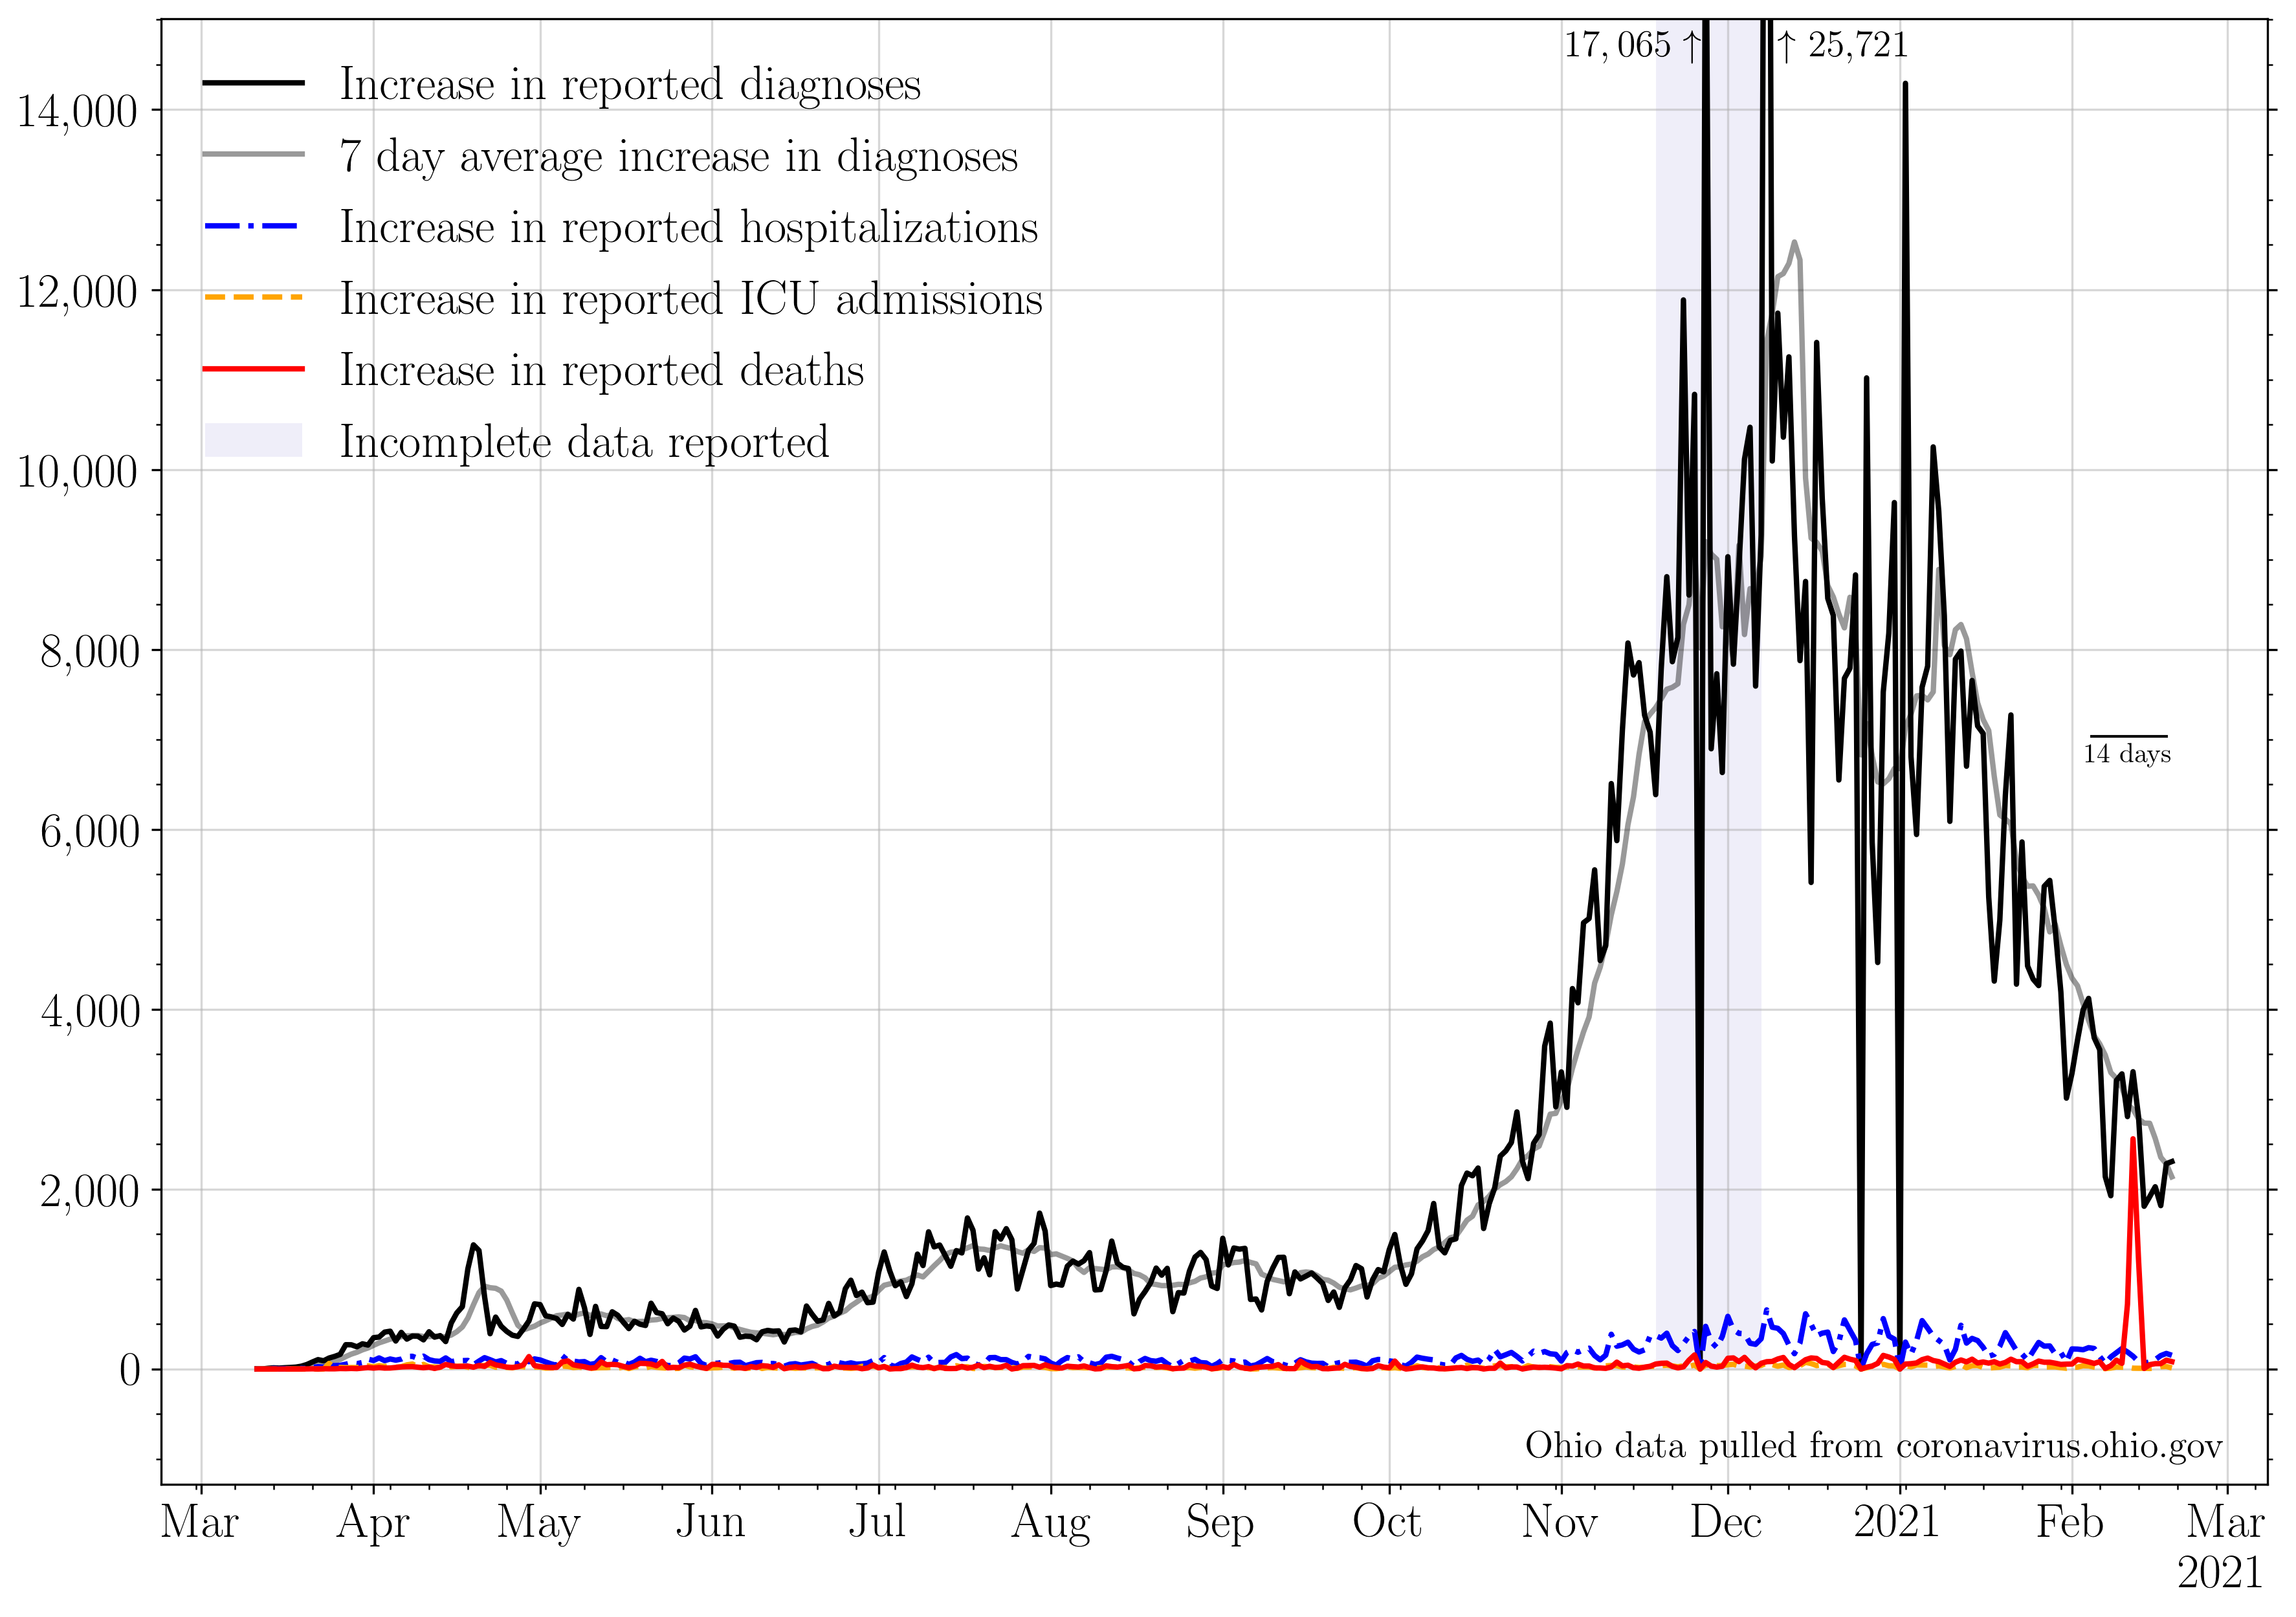 17,065 ↑
↑ 25,721
Increase in reported diagnoses
7 day average increase in diagnoses
Increase in reported hospitalizations
Increase in reported ICU admissions
Increase in reported deaths
Incomplete data reported
14,000
12,000
10,000
8,000
6,000
4,000
2,000
0
14 days
Ohio data pulled from coronavirus.ohio.gov
Mar Apr May Jun Jul Aug Sep Oct Nov Dec 2021 Feb Mar
2021